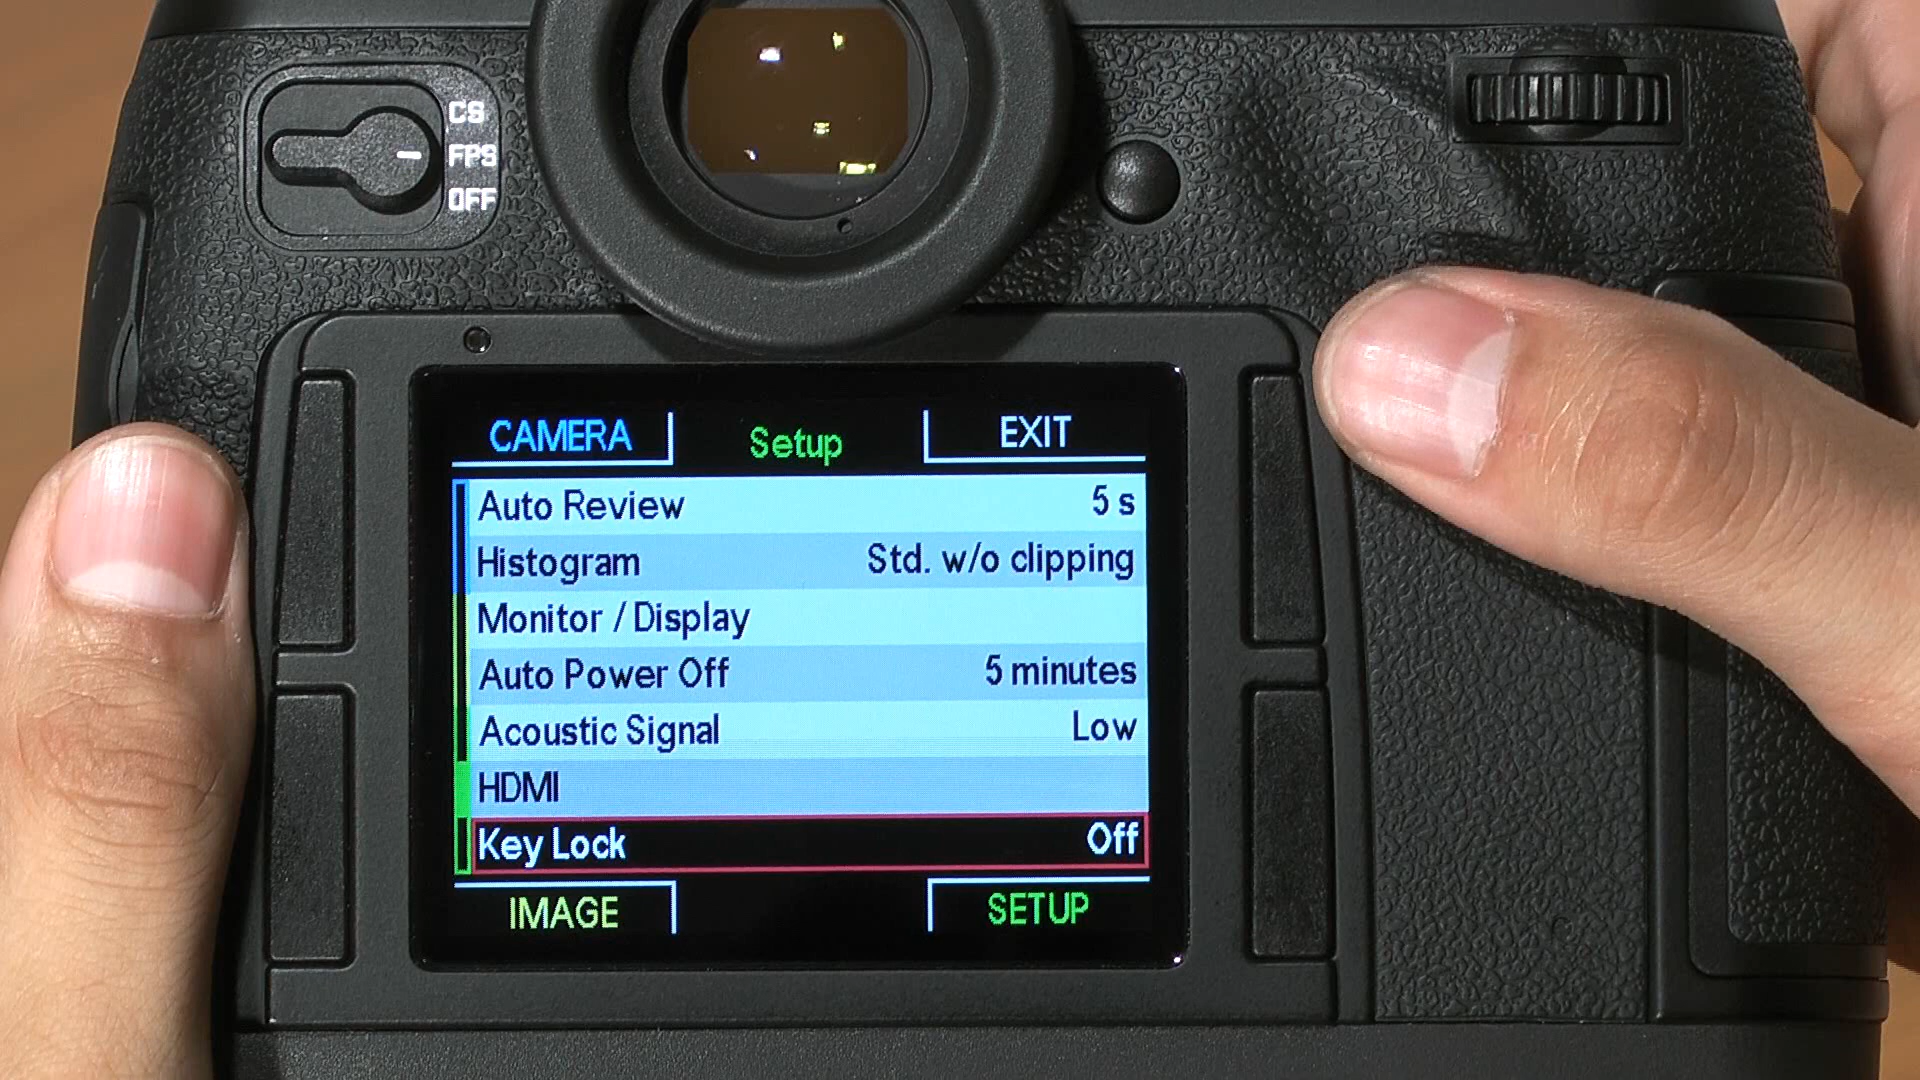 CS
FPS
OFF
CAMERA Setup EXIT
Auto Review 5 s
Histogram Std. w/o clipping
Monitor / Display
Auto Power Off 5 minutes
Acoustic Signal Low
HDMI
Key Lock Off
IMAGE SETUP